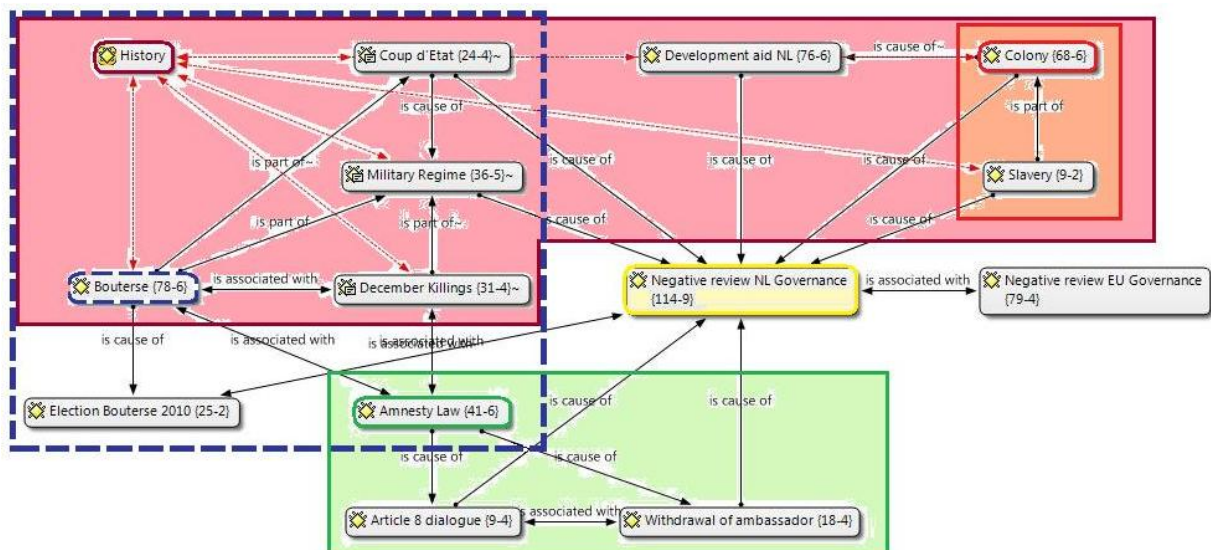 History
Coup d'Etat {24-4}~
Development aid NL {76-6}
is cause of~
Colony {68-6}
is cause of
is part of
is part of~
is cause of
is cause of
is cause of
Military Regime {36-5}~
Slavery {9-2}
is part of
is part of~
is cause of
is cause of
Bouterse {78-6}
is associated with
December Killings {31-4}~
Negative review NL Governance
{114-9}
is associated with
Negative review EU Governance
{79-4}
is cause of
is associated with
is associated with
is associated with
Election Bouterse 2010 {25-2}
Amnesty Law {41-6}
is cause of
is cause of
is cause of
is cause of
Article 8 dialogue {9-4}
is associated with
Withdrawal of ambassador {18-4}